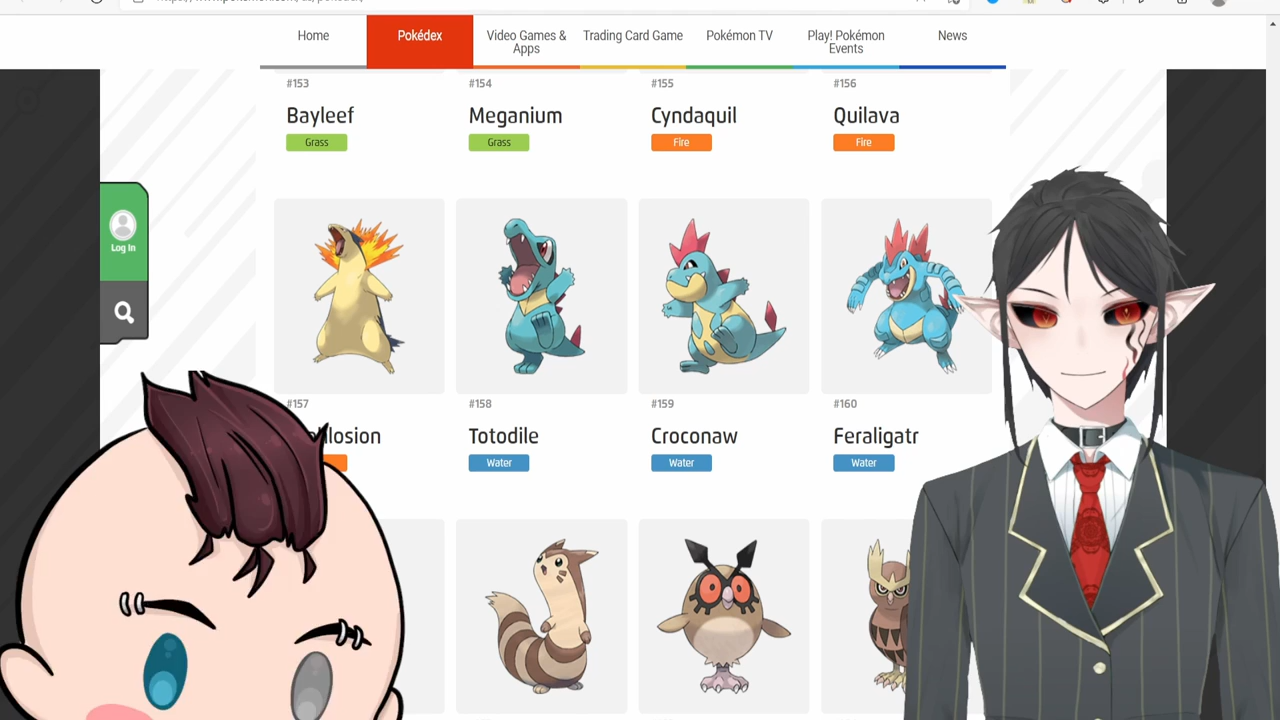 Home
Pokédex
Video Games &
Apps
Trading Card Game
Pokémon TV
Play! Pokémon
Events
News
#153
#154
#155
#156
Bayleef
Meganium
Cyndaquil
Quilava
Grass
Grass
Fire
Fire
Log In
#157
#158
#159
#160
losion
Totodile
Croconaw
Feraligatr
Water
Water
Water